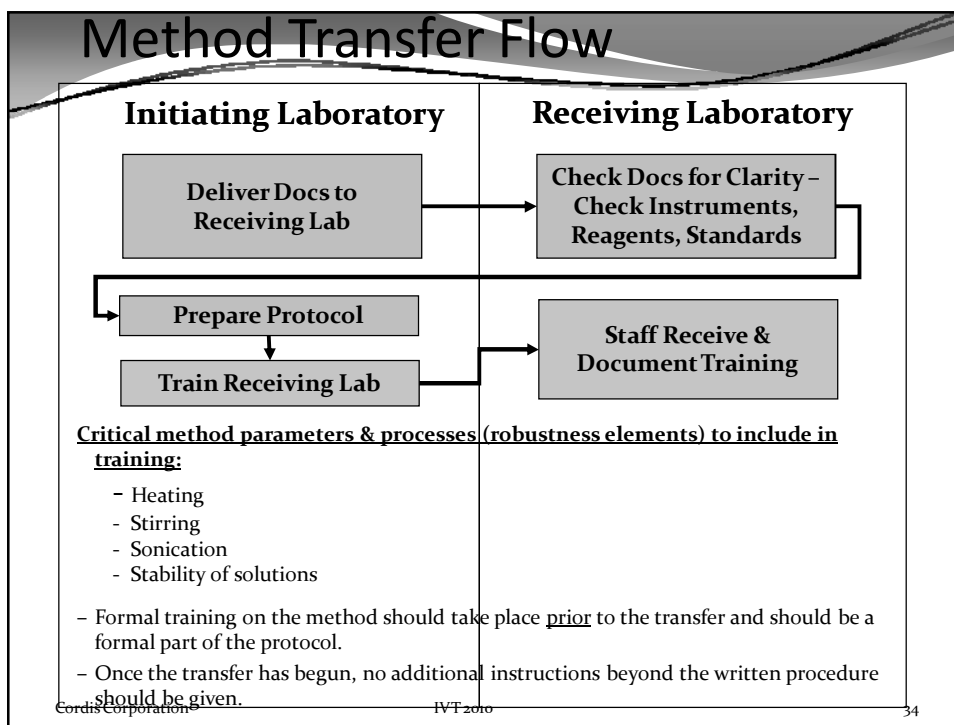 Method Transfer Flow
Initiating Laboratory
Receiving Laboratory
Deliver Docs to
Receiving Lab
Check Docs for Clarity –
Check Instruments,
Reagents, Standards
Prepare Protocol
Train Receiving Lab
Staff Receive &
Document Training
Critical method parameters & processes (robustness elements) to include in
training:
- Heating
- Stirring
- Sonication
- Stability of solutions
– Formal training on the method should take place prior to the transfer and should be a
formal part of the protocol.
– Once the transfer has begun, no additional instructions beyond the written procedure
should be given.
Cordis Corporation
IVT 2010
34